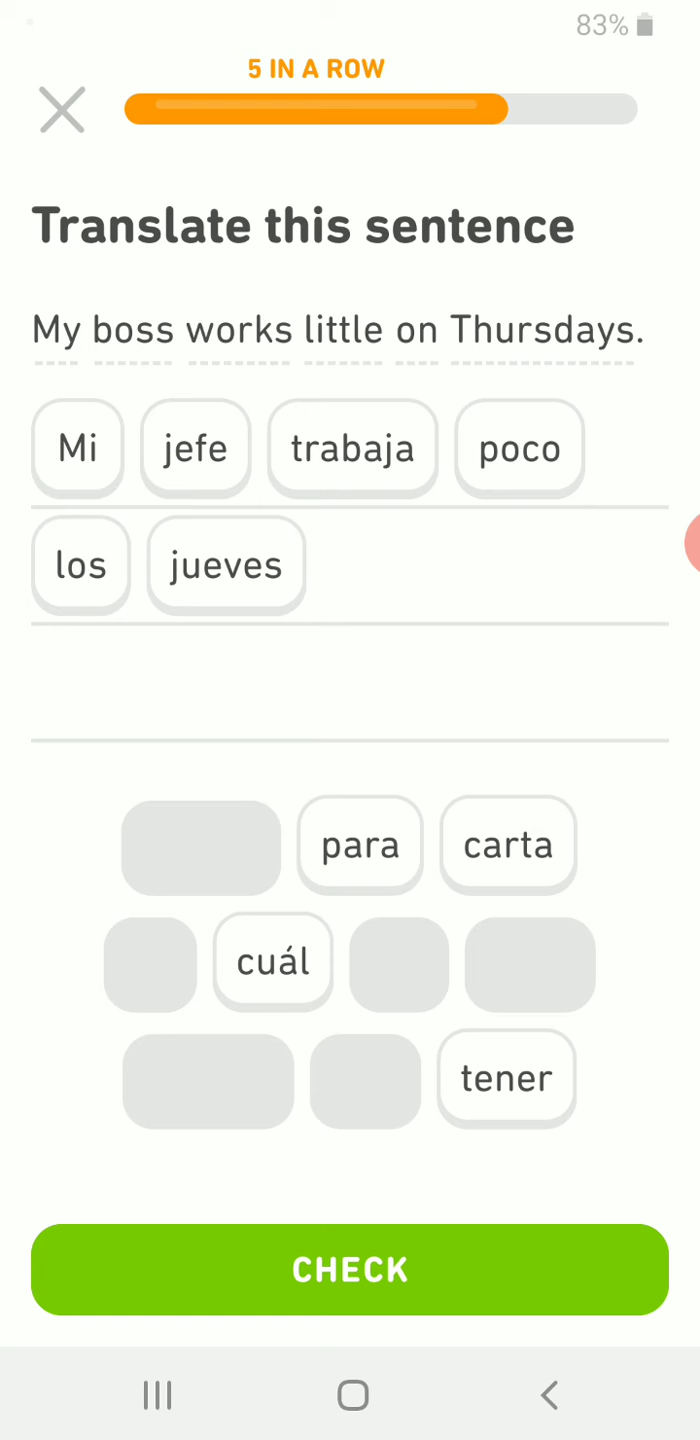 83%
5 IN A ROW
Translate this sentence
My boss works little on Thursdays.
Mi jefe trabaja poco
los jueves
para carta
cuál
tener
CHECK